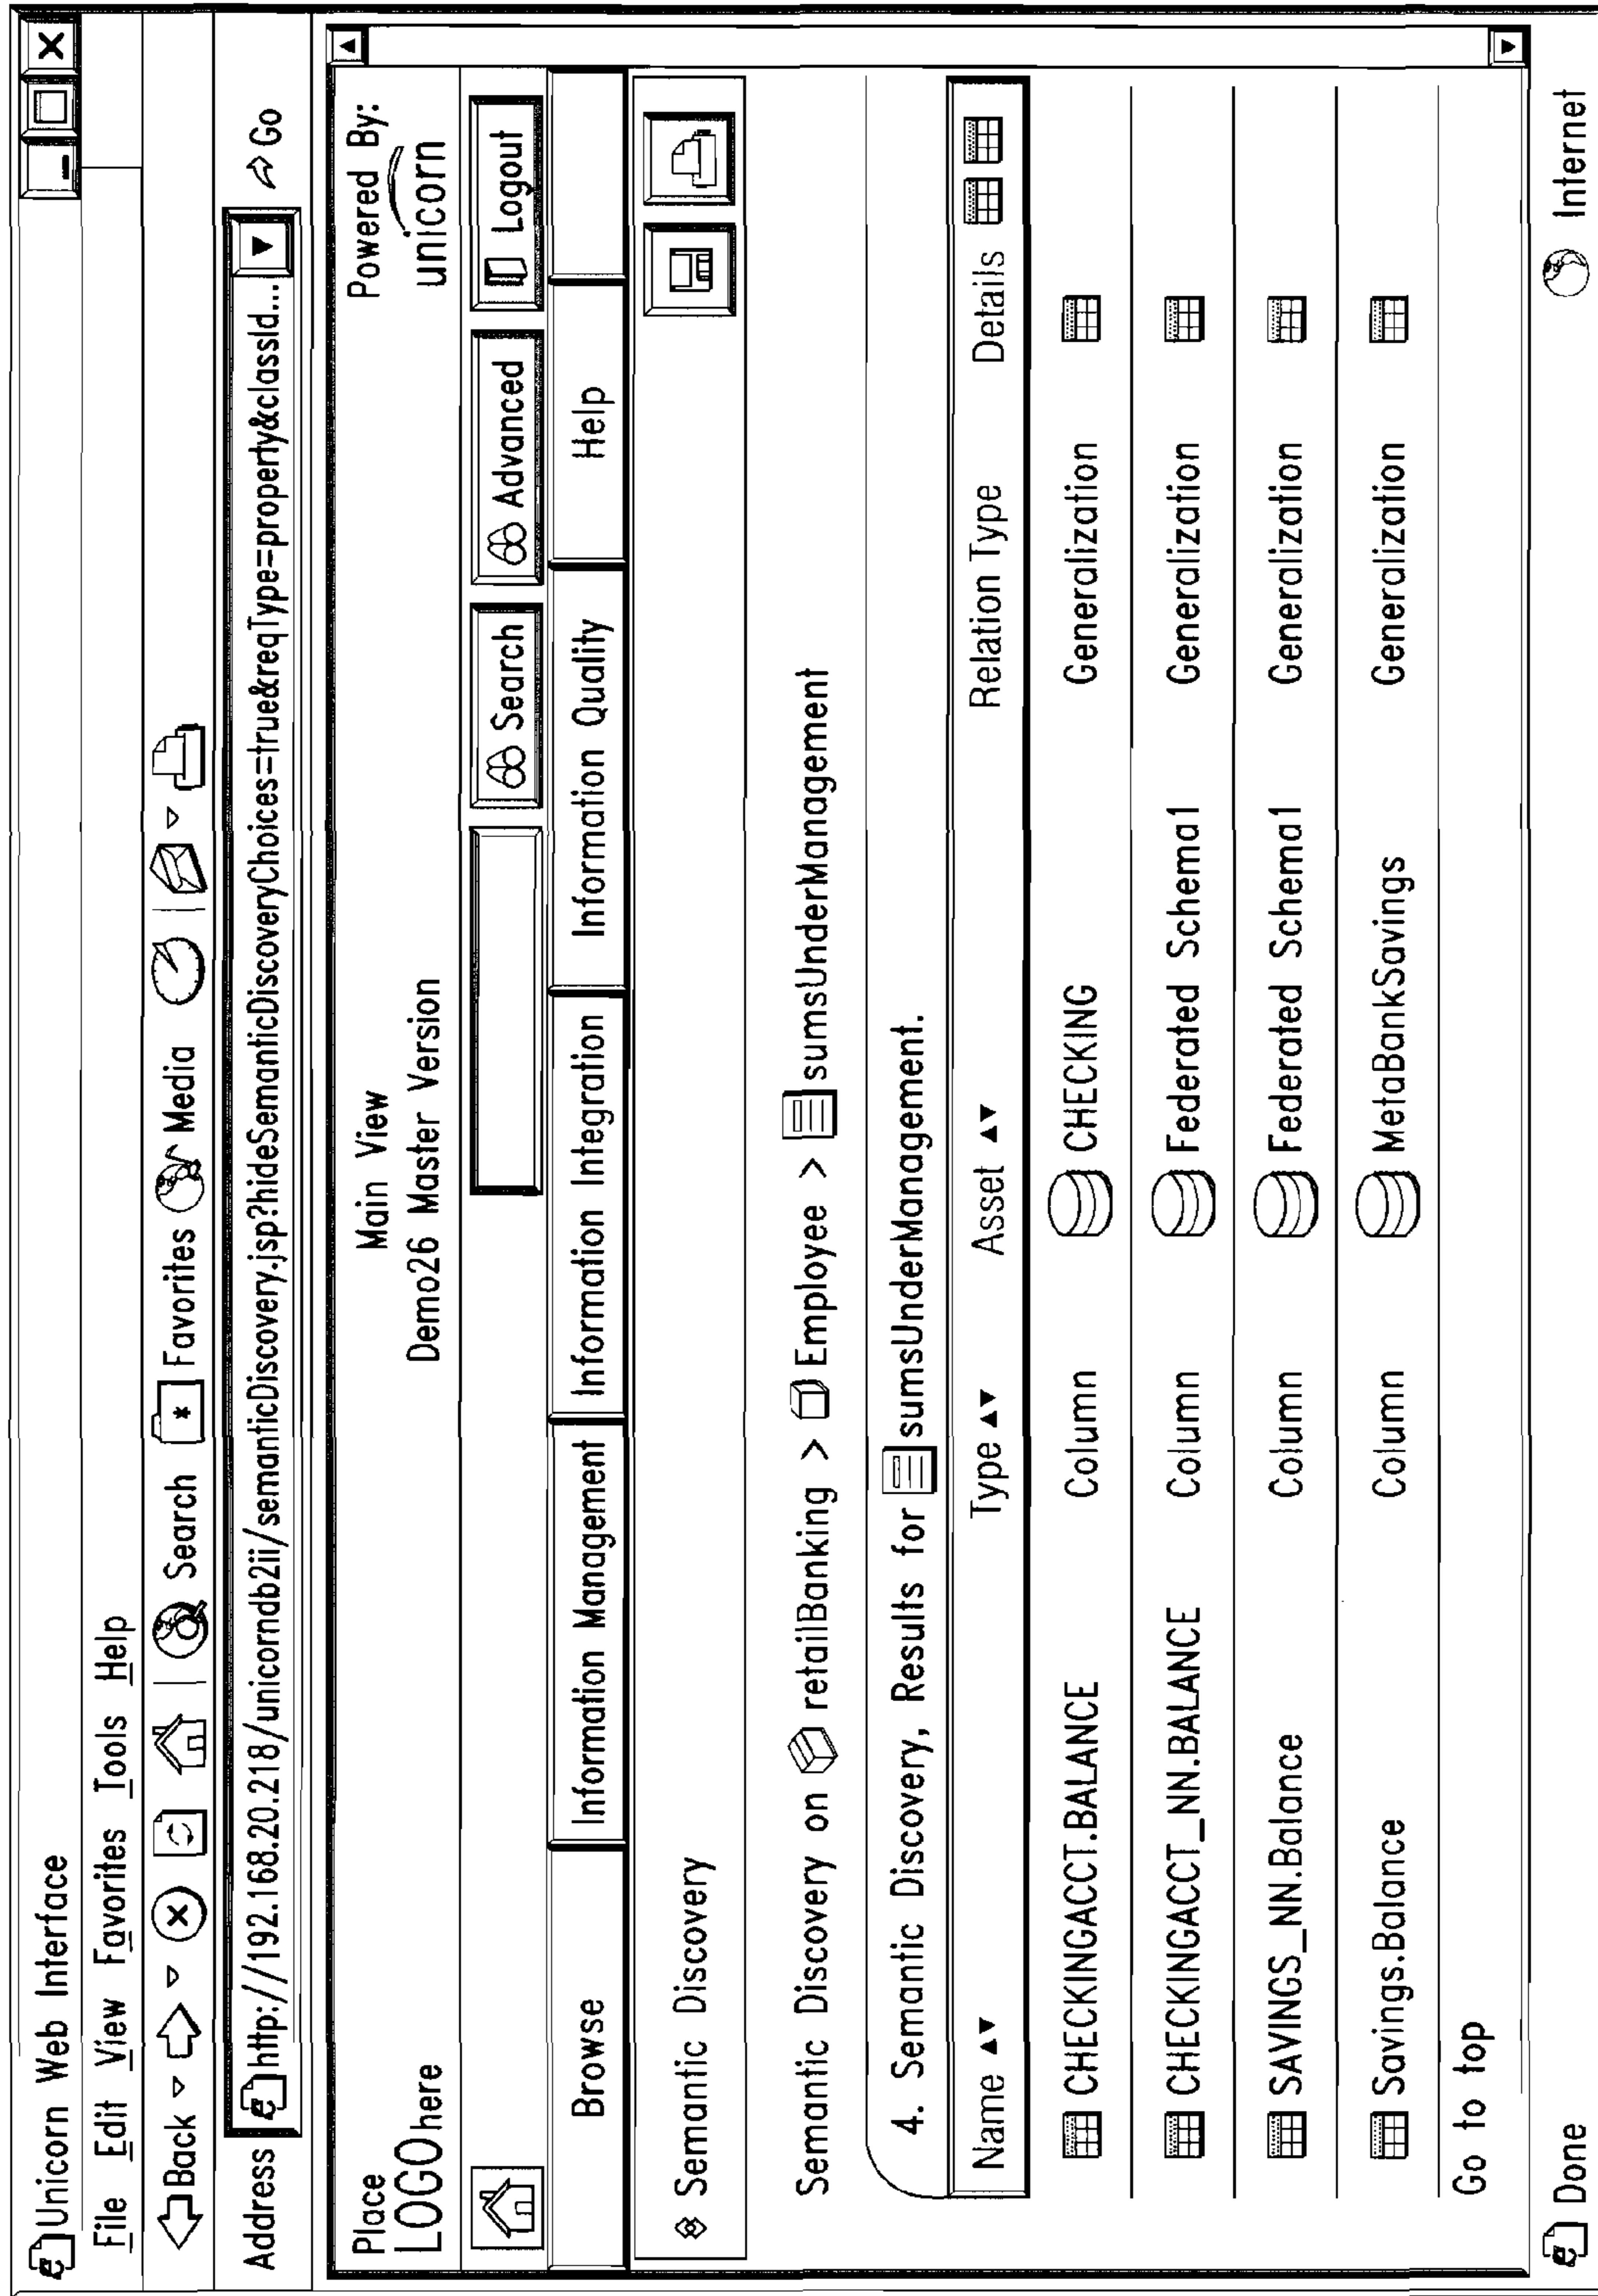 Unicorn Web Interface
File Edit View Favorites Tools Help
Back Search Favorites Media
Address http://192.168.20.218/unicorndb2ii/semanticDiscovery.jsp?hideSemanticDiscoveryChoices=true&reqType=property&classId... Go
Place
LOGO here
Main View
Demo26 Master Version
Powered By:
unicorn
Search Advanced Logout
Browse Information Management Information Integration Information Quality Help
Semantic Discovery
Semantic Discovery on retailBanking > Employee > sumsUnderManagement
4. Semantic Discovery, Results for sumsUnderManagement.
Name Type Asset Relation Type Details
CHECKINGACCT.BALANCE Column CHECKING Generalization
CHECKINGACCT_NN.BALANCE Column Federated Schema1 Generalization
SAVINGS_NN.Balance Column Federated Schema1 Generalization
Savings.Balance Column MetaBankSavings Generalization
Go to top
Done Internet